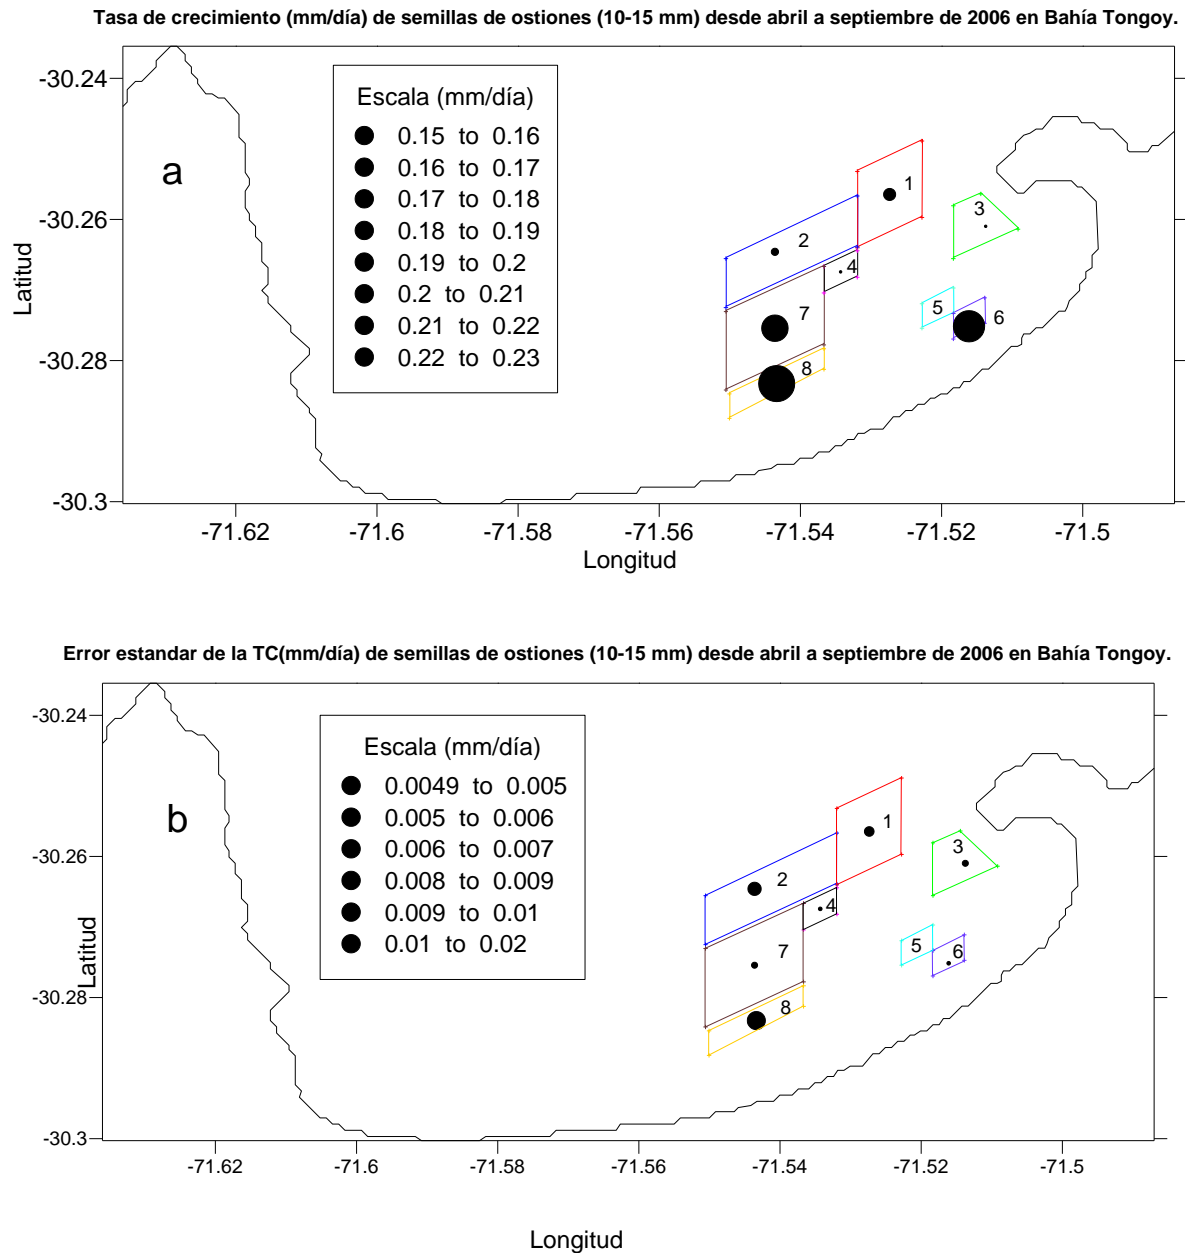 Tasa de crecimiento (mm/día) de semillas de ostiones (10-15 mm) desde abril a septiembre de 2006 en Bahía Tongoy.
-30.24
-30.26
-30.28
-30.3
Latitud
a
Escala (mm/día)
0.15 to 0.16
0.16 to 0.17
0.17 to 0.18
0.18 to 0.19
0.19 to 0.2
0.2 to 0.21
0.21 to 0.22
0.22 to 0.23
1
2
3
4
5
6
7
8
-71.62
-71.6
-71.58
-71.56
-71.54
-71.52
-71.5
Longitud
Error estandar de la TC(mm/día) de semillas de ostiones (10-15 mm) desde abril a septiembre de 2006 en Bahía Tongoy.
-30.24
-30.26
-30.28
-30.3
Latitud
b
Escala (mm/día)
0.0049 to 0.005
0.005 to 0.006
0.006 to 0.007
0.008 to 0.009
0.009 to 0.01
0.01 to 0.02
1
2
3
4
5
6
7
8
-71.62
-71.6
-71.58
-71.56
-71.54
-71.52
-71.5
Longitud